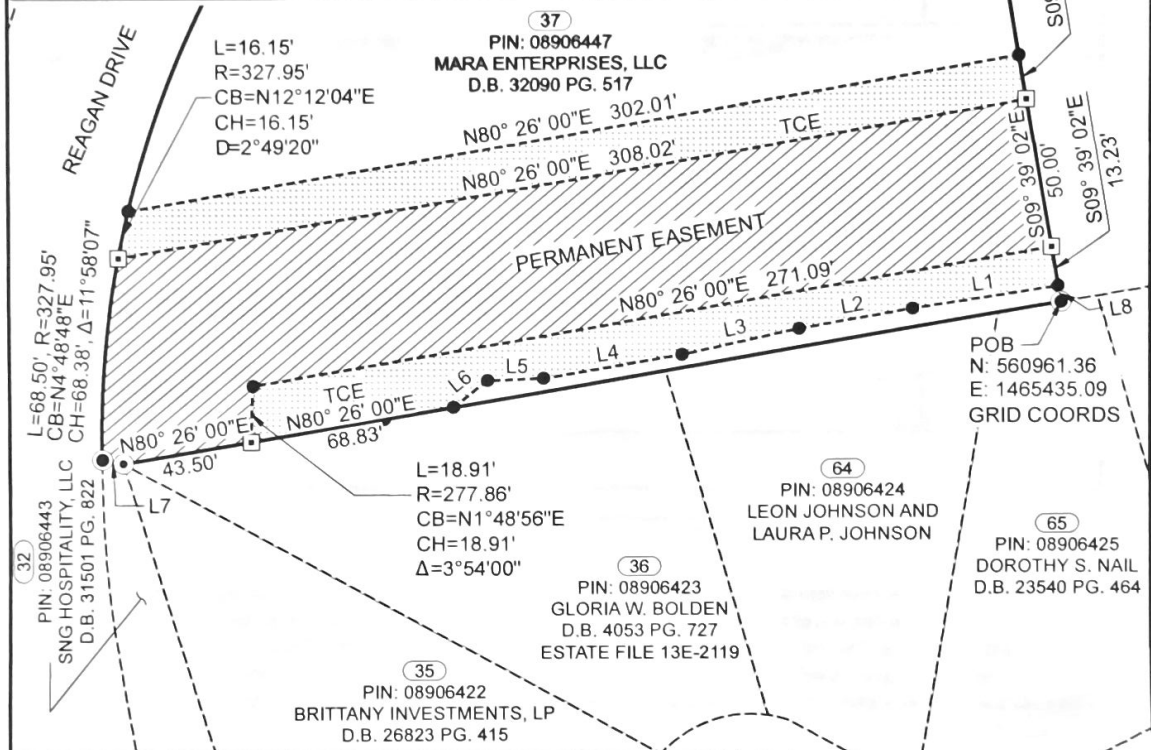 REAGAN DRIVE
L=16.15'
R=327.95'
CB=N12°12'04"E
CH=16.15'
D=2°49'20"
37
PIN: 08906447
MARA ENTERPRISES, LLC
D.B. 32090 PG. 517
N80° 26' 00"E 302.01'
TCE
N80° 26' 00"E 308.02'
PERMANENT EASEMENT
S09° 39' 02"E
50.00'
S09° 39' 02"E
13.23'
N80° 26' 00"E 271.09'
L1
L2
L3
L4
L5
L6
L8
TCE
N80° 26' 00"E
68.83'
N80° 26' 00"E
43.50'
L7
L=68.50', R=327.95'
CB=N4°48'48"E
CH=68.38', Δ=11°58'07"
POB
N: 560961.36
E: 1465435.09
GRID COORDS
L=18.91'
R=277.86'
CB=N1°48'56"E
CH=18.91'
Δ=3°54'00"
32
PIN: 08906443
SNG HOSPITALITY, LLC
D.B. 31501 PG. 822
64
PIN: 08906424
LEON JOHNSON AND
LAURA P. JOHNSON
65
PIN: 08906425
DOROTHY S. NAIL
D.B. 23540 PG. 464
36
PIN: 08906423
GLORIA W. BOLDEN
D.B. 4053 PG. 727
ESTATE FILE 13E-2119
35
PIN: 08906422
BRITTANY INVESTMENTS, LP
D.B. 26823 PG. 415